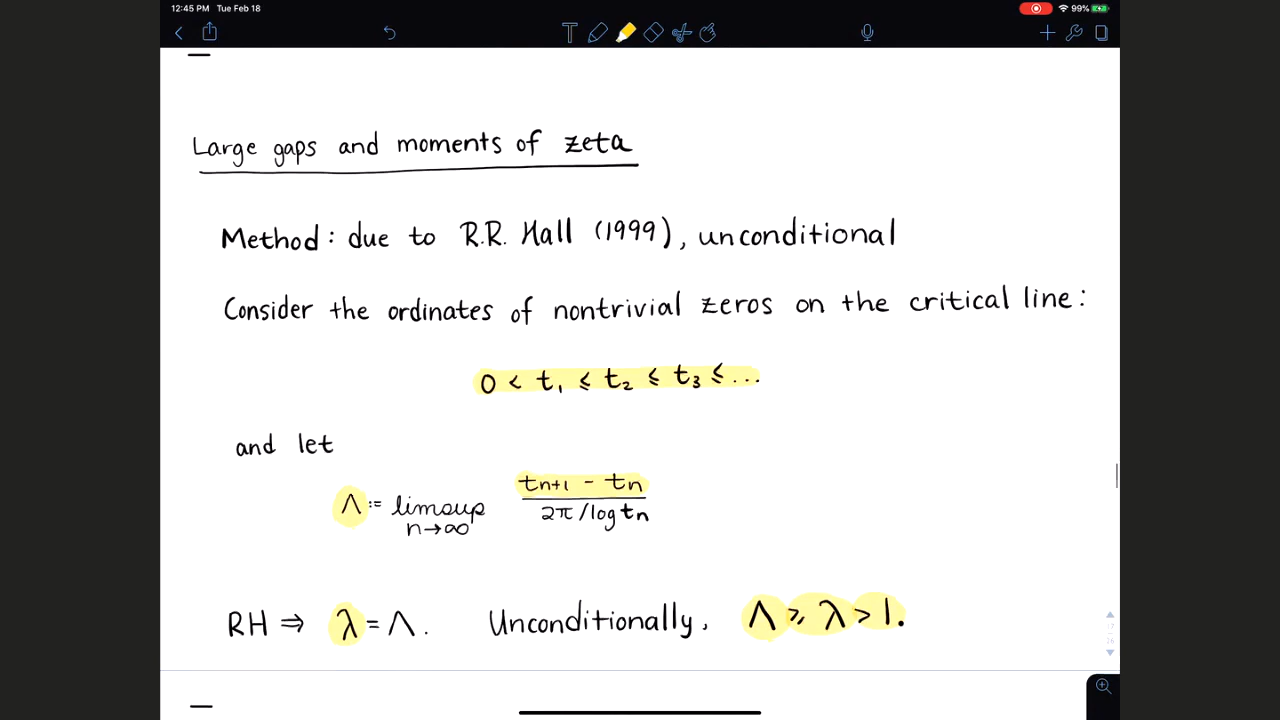 12:45 PM Tue Feb 18
99%
Large gaps and moments of zeta
Method: due to R.R. Hall (1999), unconditional
Consider the ordinates of nontrivial zeros on the critical line:
0 < t₁ ≤ t₂ ≤ t₃ ≤ ...
and let
Λ := limsup n→∞ (tn+1 - tn) / (2π/log tn)
RH ⇒ λ = Λ. Unconditionally, Λ ≥ λ > 1.